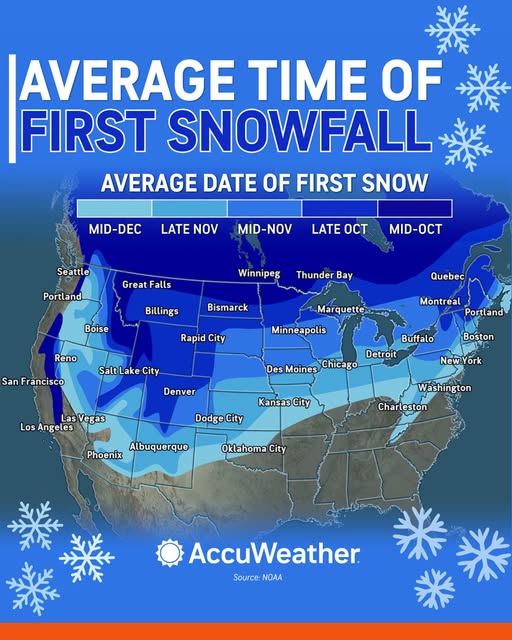 AVERAGE TIME OF
FIRST SNOWFALL
AVERAGE DATE OF FIRST SNOW
MID-DEC LATE NOV MID-NOV LATE OCT MID-OCT
Seattle
Winnipeg
Thunder Bay
Quebec
Great Falls
Portland
Billings
Bismarck
Marquette
Montreal
Portland
Boise
Rapid City
Minneapolis
Buffalo
Boston
Reno
Salt Lake City
Des Moines
Chicago
Detroit
New York
San Francisco
Denver
Kansas City
Washington
Las Vegas
Los Angeles
Dodge City
Charleston
Phoenix
Albuquerque
Oklahoma City
AccuWeather
Source: NOAA